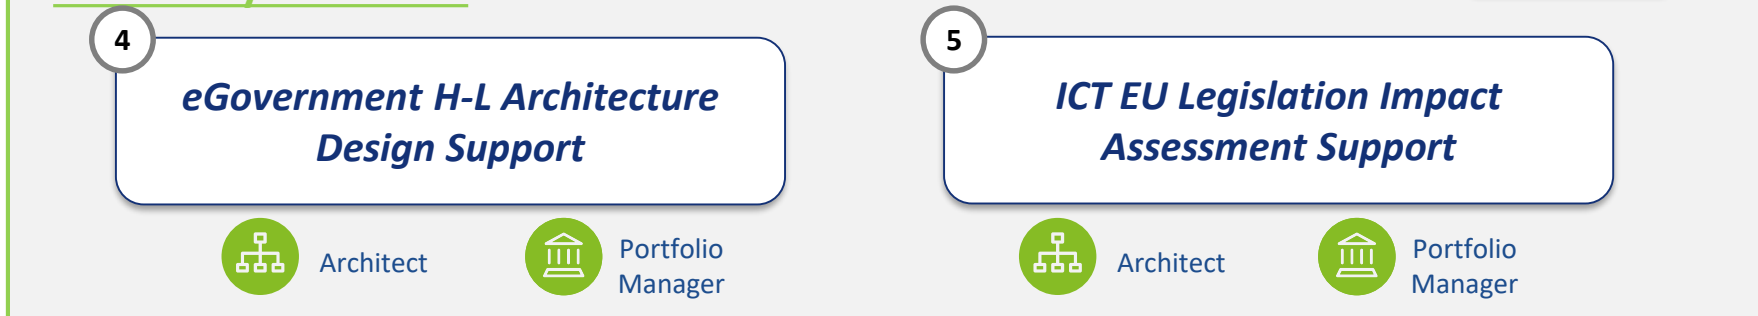 4
eGovernment H-L Architecture
Design Support
Architect
Portfolio
Manager
5
ICT EU Legislation Impact
Assessment Support
Architect
Portfolio
Manager